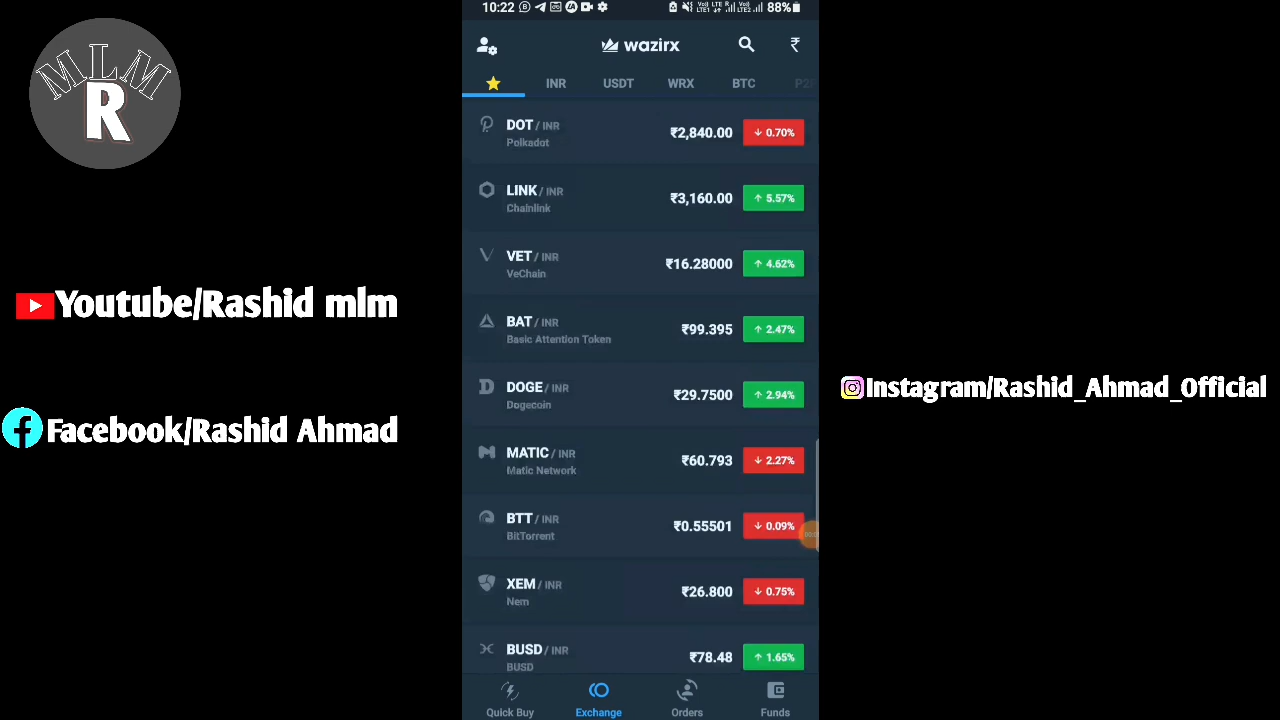 MLM
R
Youtube/Rashid mlm
Facebook/Rashid Ahmad
10:22
88%
wazirx
₹
INR USDT WRX BTC P2P
DOT / INR ₹2,840.00 ↓ 0.70%
Polkadot
LINK / INR ₹3,160.00 ↑ 5.57%
Chainlink
VET / INR ₹16.28000 ↑ 4.62%
VeChain
BAT / INR ₹99.395 ↑ 2.47%
Basic Attention Token
DOGE / INR ₹29.7500 ↑ 2.94%
Dogecoin
MATIC / INR ₹60.793 ↓ 2.27%
Matic Network
BTT / INR ₹0.55501 ↓ 0.09%
BitTorrent
XEM / INR ₹26.800 ↓ 0.75%
Nem
BUSD / INR ₹78.48 ↑ 1.65%
BUSD
Quick Buy Exchange Orders Funds
Instagram/Rashid_Ahmad_Official